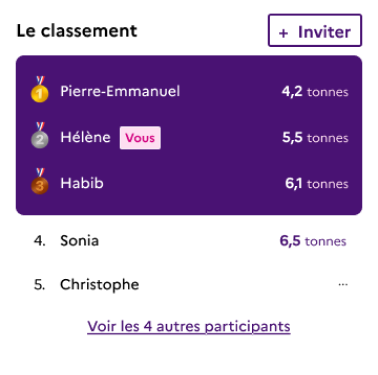 Le classement
+ Inviter
1 Pierre-Emmanuel 4,2 tonnes
2 Hélène Vous 5,5 tonnes
3 Habib 6,1 tonnes
4. Sonia 6,5 tonnes
5. Christophe ...
Voir les 4 autres participants